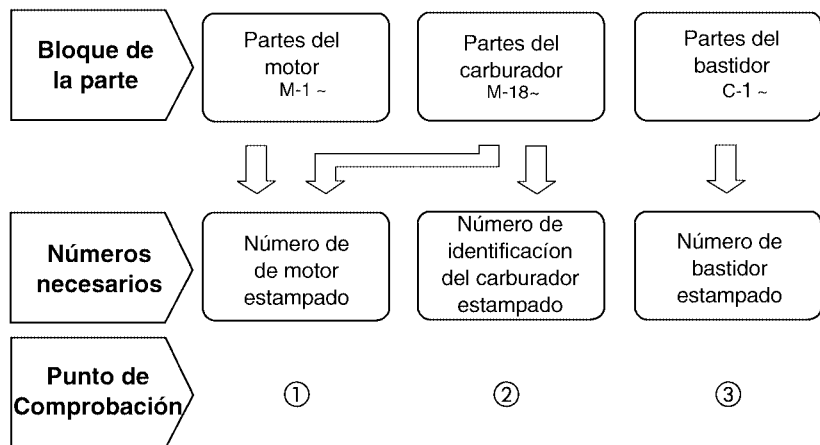 Bloque de
la parte
Partes del
motor
M-1 ~
Partes del
carburador
M-18~
Partes del
bastidor
C-1 ~
Números
necesarios
Número de
de motor
estampado
Número de
identificacíon
del carburador
estampado
Número de
bastidor
estampado
Punto de
Comprobación
①
②
③